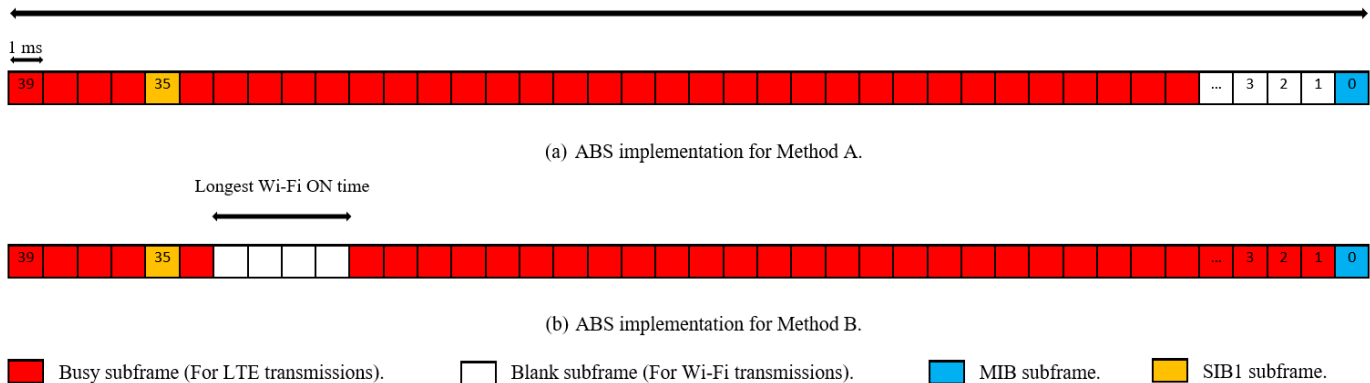 1 ms
39 35 ... 3 2 1 0
(a) ABS implementation for Method A.
Longest Wi-Fi ON time
39 35 ... 3 2 1 0
(b) ABS implementation for Method B.
Busy subframe (For LTE transmissions). Blank subframe (For Wi-Fi transmissions). MIB subframe. SIB1 subframe.